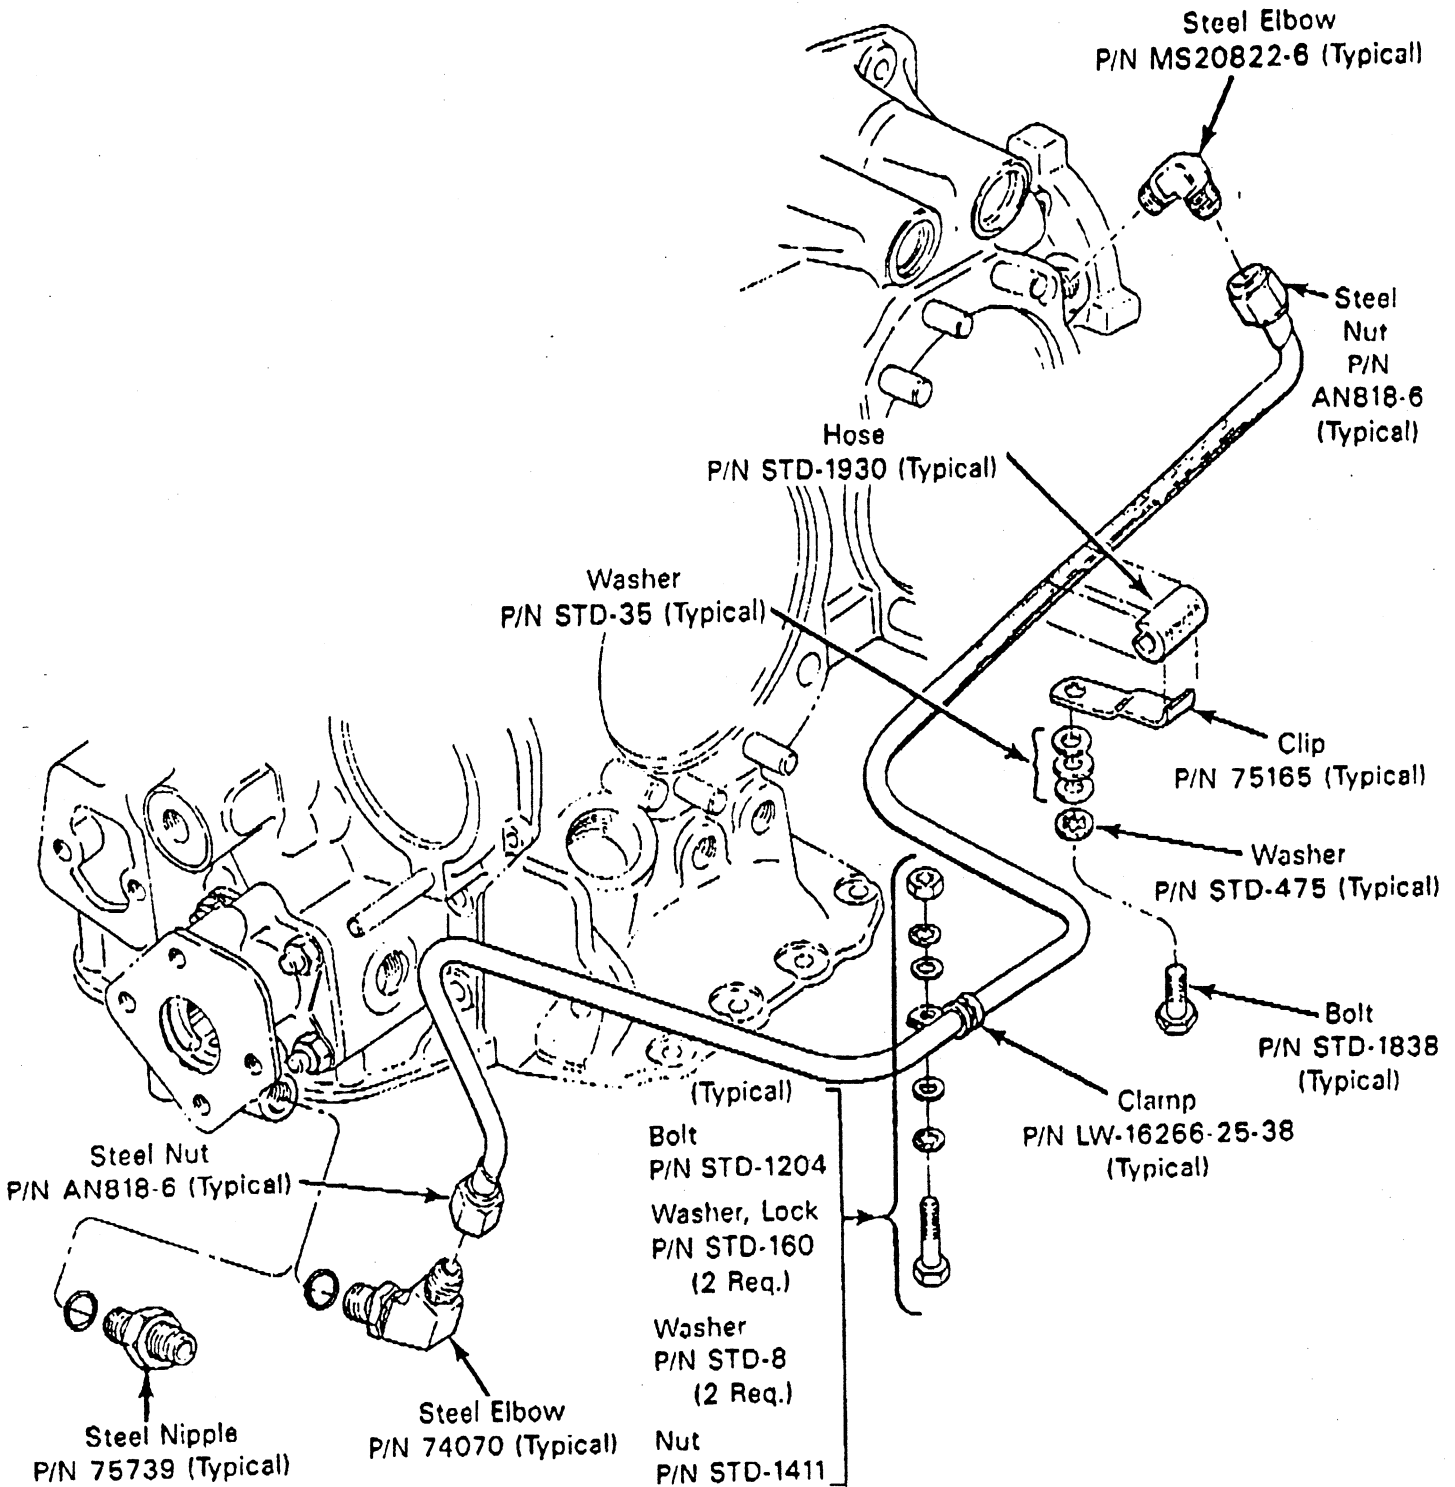 Steel Elbow
P/N MS20822-6 (Typical)
Steel
Nut
P/N
AN818-6
(Typical)
Hose
P/N STD-1930 (Typical)
Washer
P/N STD-35 (Typical)
Clip
P/N 75165 (Typical)
Washer
P/N STD-475 (Typical)
Bolt
P/N STD-1838
(Typical)
Clamp
P/N LW-16266-25-38
(Typical)
(Typical)
Bolt
P/N STD-1204
Washer, Lock
P/N STD-160
(2 Req.)
Washer
P/N STD-8
(2 Req.)
Nut
P/N STD-1411
Steel Nut
P/N AN818-6 (Typical)
Steel Elbow
P/N 74070 (Typical)
Steel Nipple
P/N 75739 (Typical)